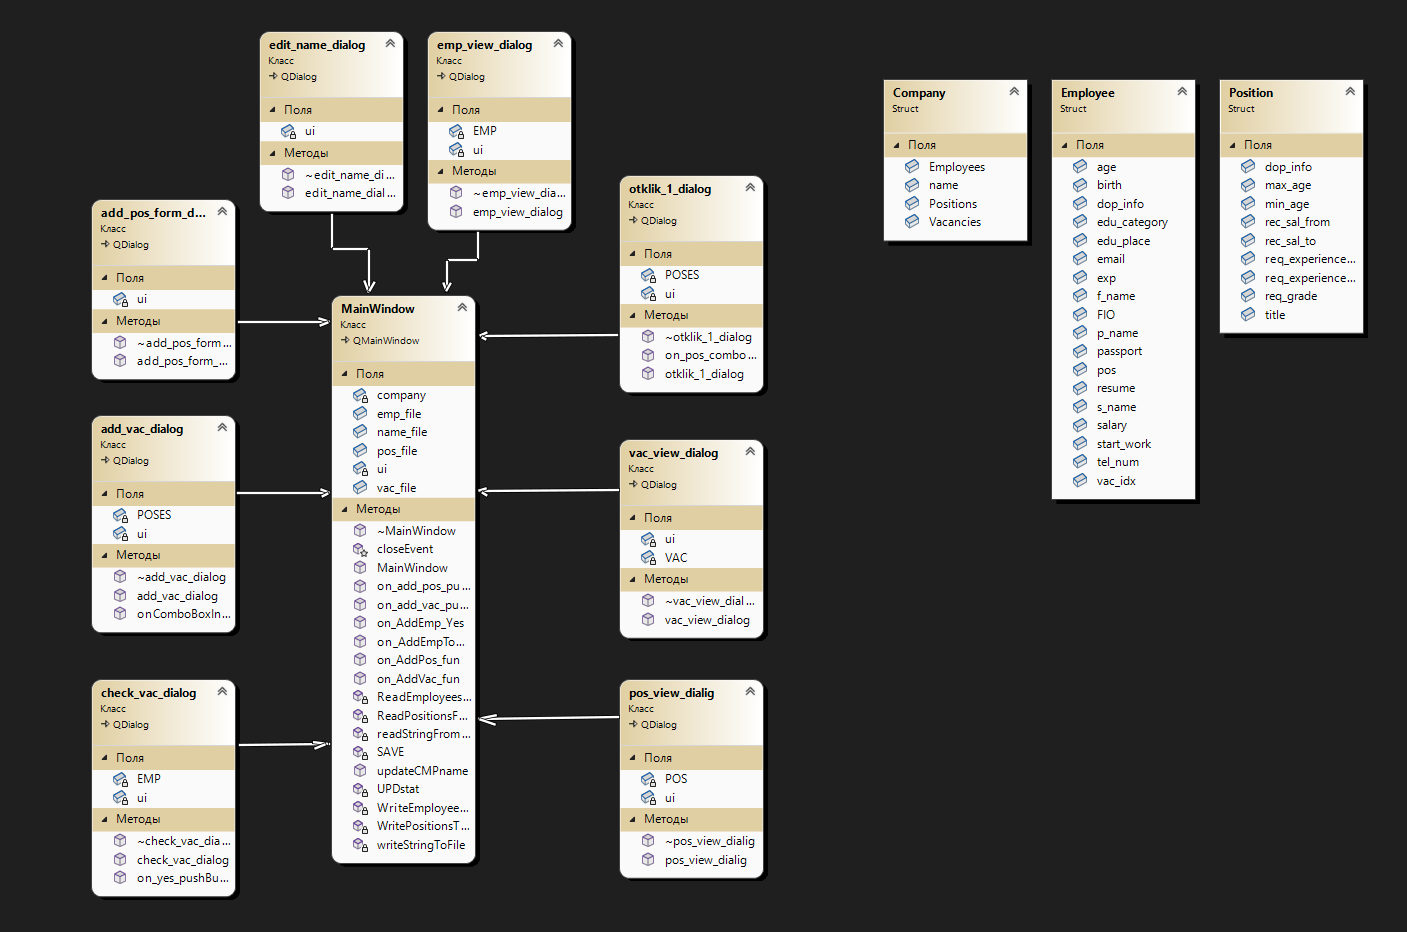 edit_name_dialog
Класс
QDialog
Поля
ui
Методы
~edit_name_di...
edit_name_dial...
emp_view_dialog
Класс
QDialog
Поля
EMP
ui
Методы
~emp_view_dia...
emp_view_dialog
Company
Struct
Поля
Employees
name
Positions
Vacancies
Employee
Struct
Поля
age
birth
dop_info
edu_category
edu_place
email
exp
f_name
FIO
p_name
passport
pos
resume
s_name
salary
start_work
tel_num
vac_idx
Position
Struct
Поля
dop_info
max_age
min_age
rec_sal_from
rec_sal_to
req_experience...
req_experience...
req_grade
title
add_pos_form_d...
Класс
QDialog
Поля
ui
Методы
~add_pos_form...
add_pos_form_...
otklik_1_dialog
Класс
QDialog
Поля
POSES
ui
Методы
~otklik_1_dialog
on_pos_combo...
otklik_1_dialog
MainWindow
Класс
QMainWindow
Поля
company
emp_file
name_file
pos_file
ui
vac_file
Методы
~MainWindow
closeEvent
MainWindow
on_add_pos_pu...
on_add_vac_pu...
on_AddEmp_Yes
on_AddEmpTo...
on_AddPos_fun
on_AddVac_fun
ReadEmployees...
ReadPositionsF...
readStringFrom...
SAVE
updateCMPname
UPDstat
WriteEmployee...
WritePositionsT...
writeStringToFile
add_vac_dialog
Класс
QDialog
Поля
POSES
ui
Методы
~add_vac_dialog
add_vac_dialog
onComboBoxIn...
vac_view_dialog
Класс
QDialog
Поля
ui
VAC
Методы
~vac_view_dial...
vac_view_dialog
check_vac_dialog
Класс
QDialog
Поля
EMP
ui
Методы
~check_vac_dia...
check_vac_dialog
on_yes_pushBu...
pos_view_dialig
Класс
QDialog
Поля
POS
ui
Методы
~pos_view_dialig
pos_view_dialig